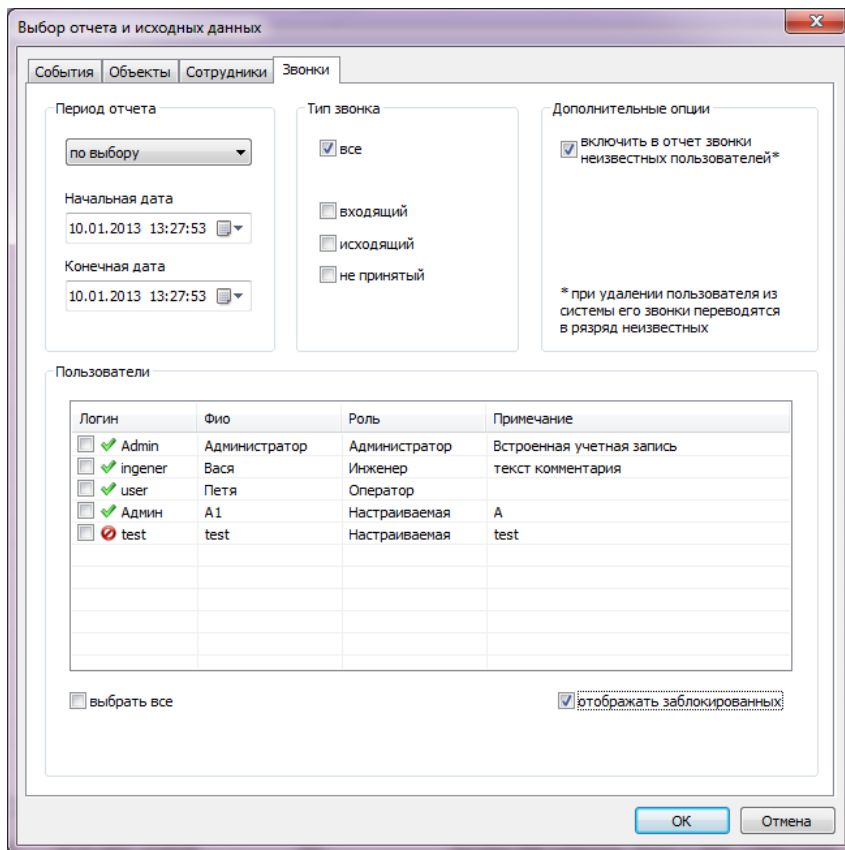 Выбор отчета и исходных данных
События Объекты Сотрудники Звонки
Период отчета
по выбору
Начальная дата
10.01.2013 13:27:53
Конечная дата
10.01.2013 13:27:53
Тип звонка
все
входящий
исходящий
не принятый
Дополнительные опции
включить в отчет звонки
неизвестных пользователей*
* при удалении пользователя из
системы его звонки переводятся
в рязряд неизвестных
Пользователи
Логин Фио Роль Примечание
Admin Администратор Администратор Встроенная учетная запись
ingener Вася Инженер текст комментария
user Петя Оператор
Админ А1 Настраиваемая А
test test Настраиваемая test
выбрать все
отображать заблокированных
OK Отмена